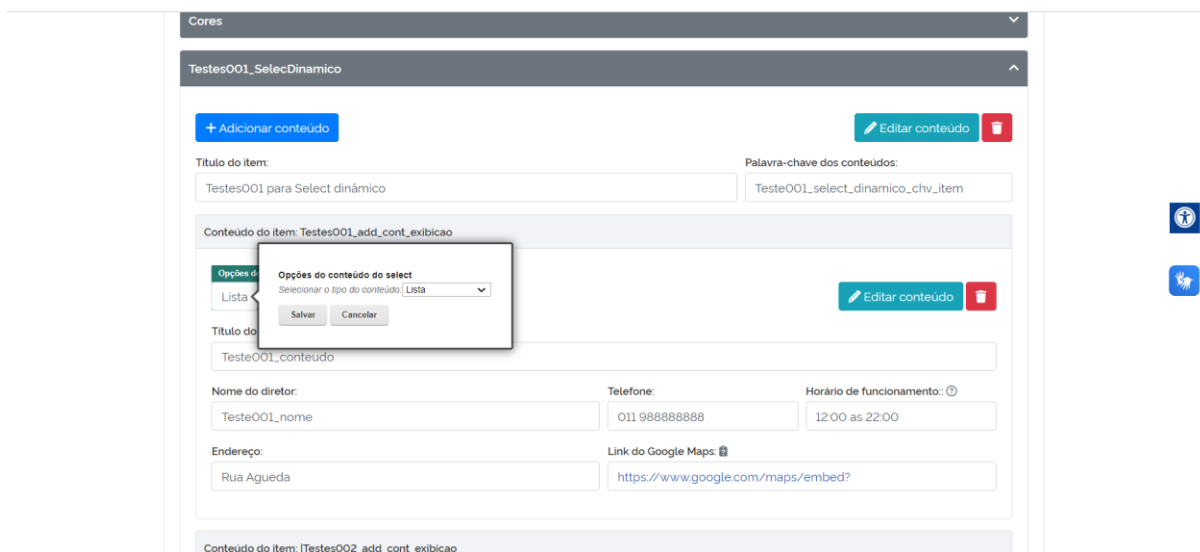 Cores
Testes001_SelecDinamico
+ Adicionar conteúdo
Editar conteúdo
Título do item:
Palavra-chave dos conteúdos:
Testes001 para Select dinâmico
Teste001_select_dinamico_chv_item
Conteúdo do item: Testes001_add_cont_exibicao
Opções d
Opções do conteúdo do select
Selecionar o tipo do conteúdo: Lista
Lista
Editar conteúdo
Salvar
Cancelar
Título do
Teste001_conteudo
Nome do diretor:
Telefone:
Horário de funcionamento::
Teste001_nome
011 988888888
12:00 as 22:00
Endereço:
Link do Google Maps:
Rua Agueda
https://www.google.com/maps/embed?
Conteúdo do item: |Testes002_add_cont_exibicao